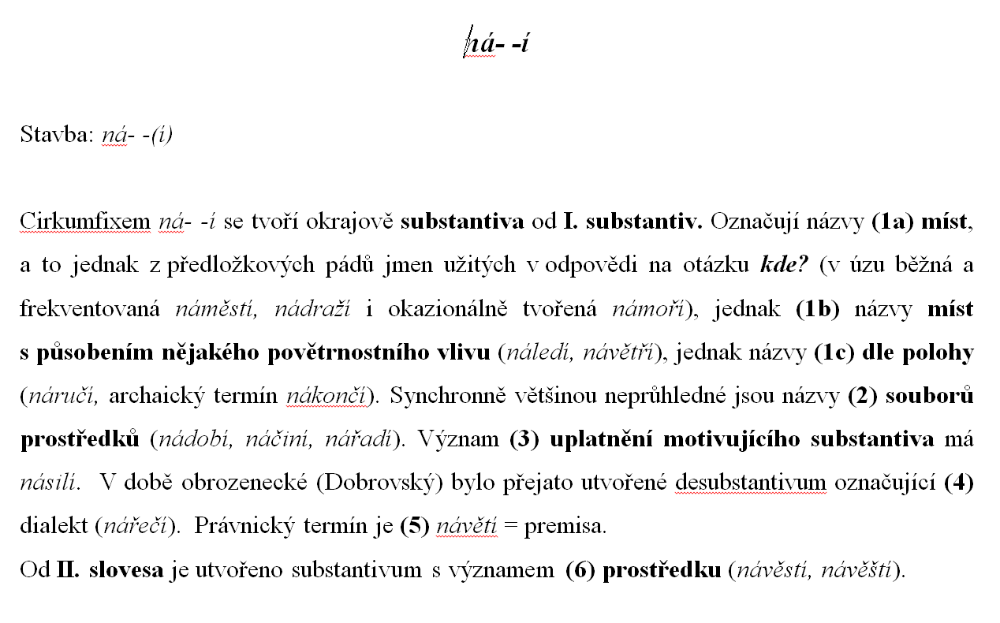 ná- -í
Stavba: ná- -(í)
Cirkumfixem ná- -í se tvoří okrajově substantiva od I. substantiv. Označují názvy (1a) míst,
a to jednak z předložkových pádů jmen užitých v odpovědi na otázku kde? (v úzu běžná a
frekventovaná náměstí, nádraží i okazionálně tvořená námoří), jednak (1b) názvy míst
s působením nějakého povětrnostního vlivu (náledí, návětří), jednak názvy (1c) dle polohy
(náručí, archaický termín nákončí). Synchronně většinou neprůhledné jsou názvy (2) souborů
prostředků (nádobí, náčiní, nářadí). Význam (3) uplatnění motivujícího substantiva má
násilí. V době obrozenecké (Dobrovský) bylo přejato utvořené desubstantivum označující (4)
dialekt (nářečí). Právnický termín je (5) návětí = premisa.
Od II. slovesa je utvořeno substantivum s významem (6) prostředku (návěstí, návěští).